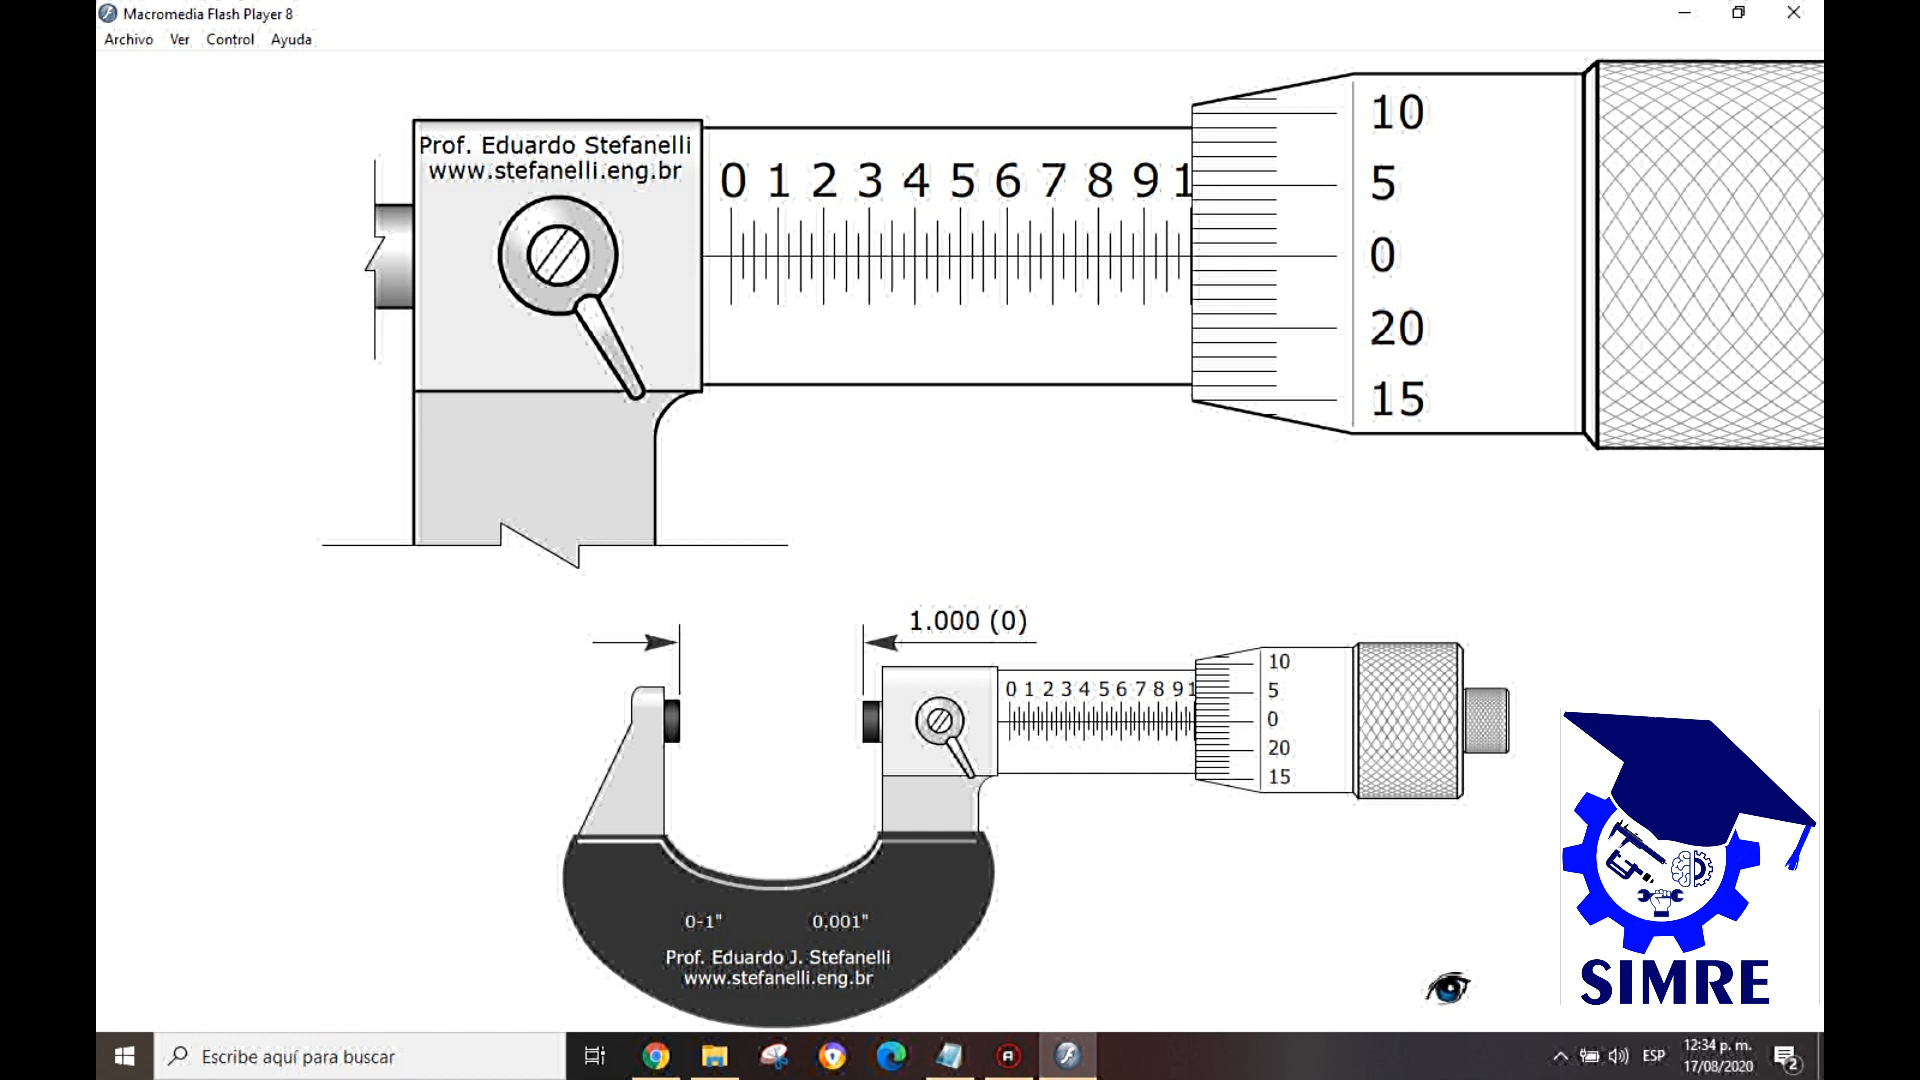 Macromedia Flash Player 8
Archivo Ver Control Ayuda
Prof. Eduardo Stefanelli
www.stefanelli.eng.br
0 1 2 3 4 5 6 7 8 9 1
10
5
0
20
15
1.000 (0)
0 1 2 3 4 5 6 7 8 9 1
10
5
0
20
15
0-1" 0.001"
Prof. Eduardo J. Stefanelli
www.stefanelli.eng.br
SIMRE
Escribe aquí para buscar
ESP
12:34 p. m.
17/08/2020
2